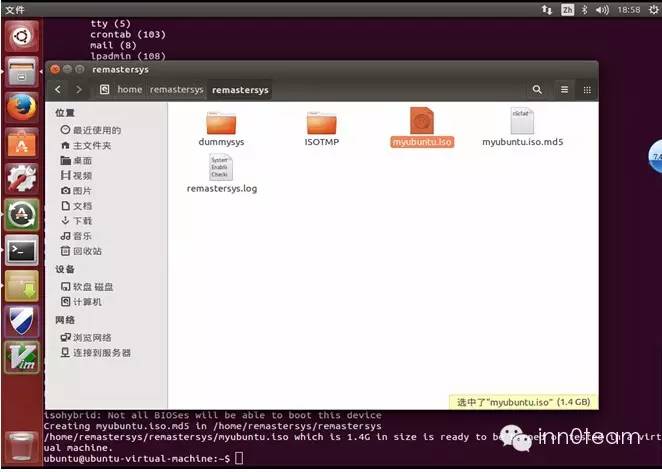 文件
Zh
18:58
tty (5)
crontab (103)
mail (8)
lpadmin (108)
remastersys
home remastersys remastersys
位置
最近使用的
主文件夹
桌面
视频
图片
文档
下载
音乐
回收站
设备
软盘 磁盘
计算机
网络
浏览网络
连接到服务器
dummysys
ISOTMP
myubuntu.iso
myubuntu.iso.md5
remastersys.log
System
Enablin
Checki
选中了“myubuntu.iso” (1.4 GB)
isohybrid: Not all BIOSes will be able to boot this device
Creating myubuntu.iso.md5 in /home/remastersys/remastersys
/home/remastersys/remastersys/myubuntu.iso which is 1.4G in size is ready to be
ual machine.
ubuntu@ubuntu-virtual-machine:~$
inn0team